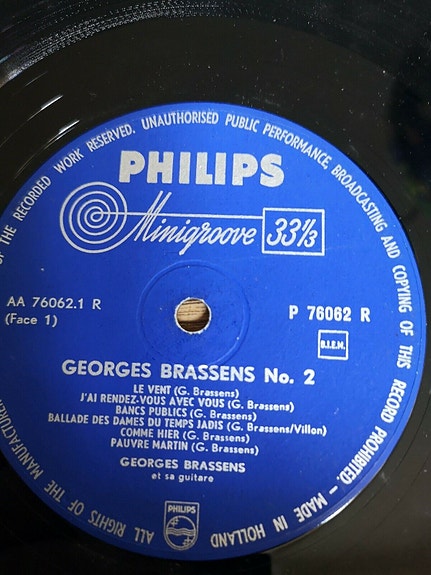 OF THE RECORDED WORK RESERVED. UNAUTHORISED PUBLIC PERFORMANCE, BROADCASTING AND COPYING OF THIS RECORD PROHIBITED. - MADE IN HOLLAND
PHILIPS
Minigroove 33⅓
AA 76062.1 R
(Face 1)
P 76062 R
B.I.E.M.
GEORGES BRASSENS No. 2
LE VENT (G. Brassens)
J'AI RENDEZ-VOUS AVEC VOUS (G. Brassens)
BANCS PUBLICS (G. Brassens)
BALLADE DES DAMES DU TEMPS JADIS (G. Brassens/Villon)
COMME HIER (G. Brassens)
PAUVRE MARTIN (G. Brassens)
GEORGES BRASSENS
et sa guitare
PHILIPS
ALL RIGHTS OF THE MANUFACTURER